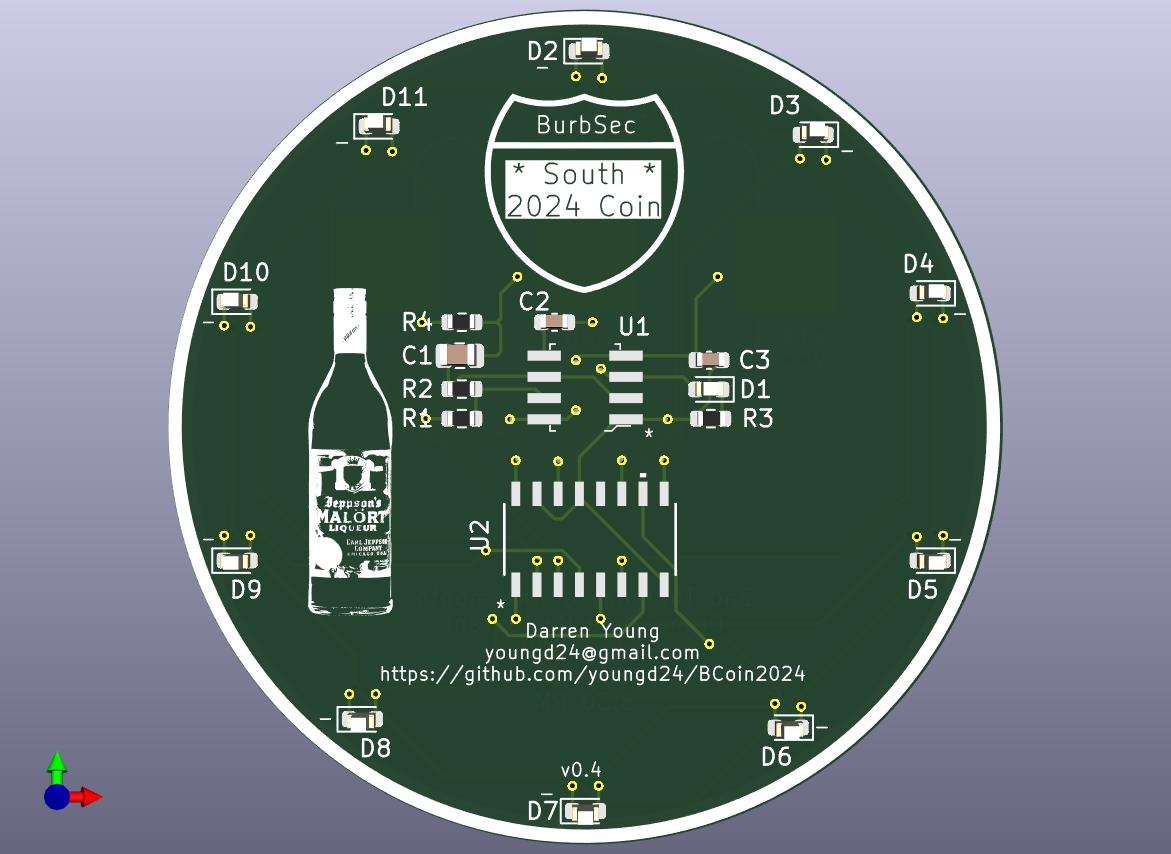 D2
D11
D3
BurbSec
* South *
2024 Coin
D10
D4
C2
R4
U1
C1
C3
R2
D1
R1
R3
*
Jeppson's
MALÖRT
LIQUEUR
CARL JEPPSON
COMPANY
CHICAGO USA
U2
D9
D5
*
Darren Young
youngd24@gmail.com
https://github.com/youngd24/BCoin2024
D8
D6
v0.4
D7